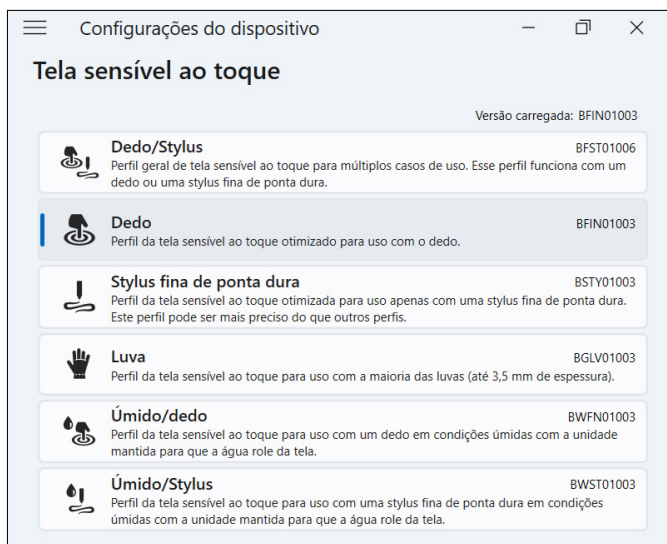 Configurações do dispositivo
Tela sensível ao toque
Versão carregada: BFIN01003
Dedo/Stylus BFST01006
Perfil geral de tela sensível ao toque para múltiplos casos de uso. Esse perfil funciona com um
dedo ou uma stylus fina de ponta dura.
Dedo BFIN01003
Perfil da tela sensível ao toque otimizado para uso com o dedo.
Stylus fina de ponta dura BSTY01003
Perfil da tela sensível ao toque otimizada para uso apenas com uma stylus fina de ponta dura.
Este perfil pode ser mais preciso do que outros perfis.
Luva BGLV01003
Perfil da tela sensível ao toque para uso com a maioria das luvas (até 3,5 mm de espessura).
Úmido/dedo BWFN01003
Perfil da tela sensível ao toque para uso com um dedo em condições úmidas com a unidade
mantida para que a água role da tela.
Úmido/Stylus BWST01003
Perfil da tela sensível ao toque para uso com uma stylus fina de ponta dura em condições
úmidas com a unidade mantida para que a água role da tela.